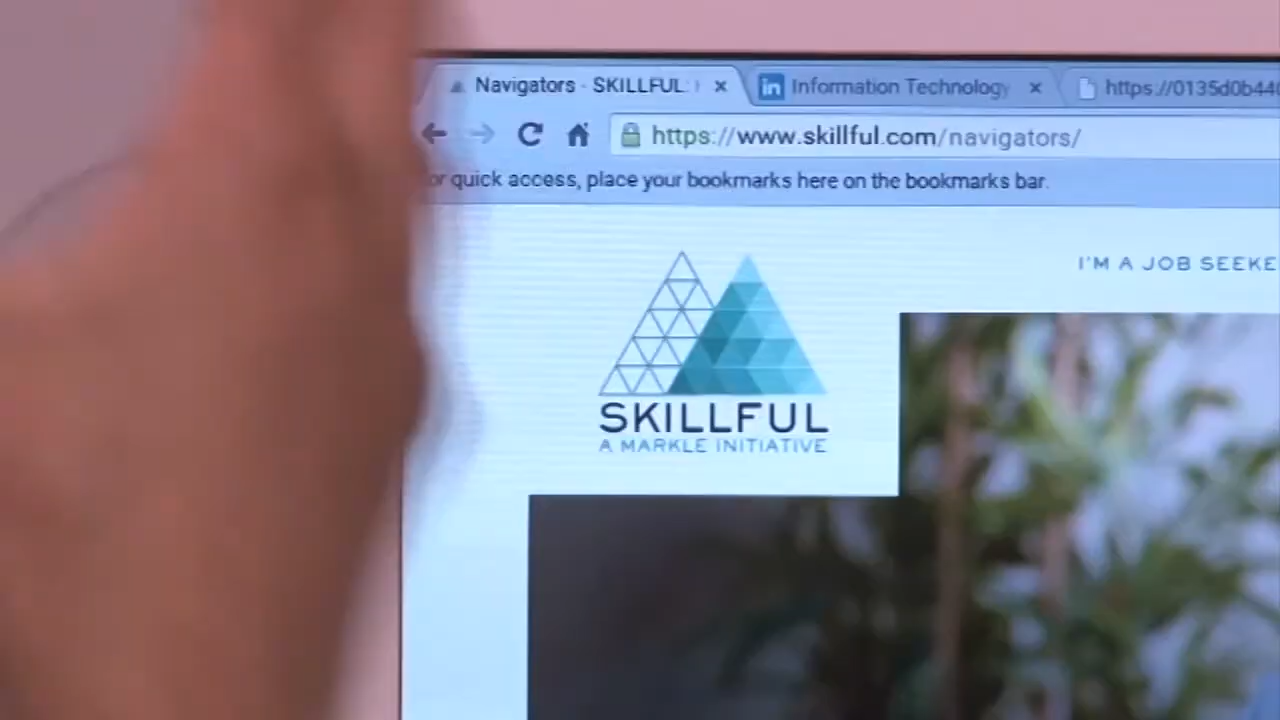 Navigators - SKILLFUL:
Information Technology
https://0135d0b44
https://www.skillful.com/navigators/
or quick access, place your bookmarks here on the bookmarks bar.
I'M A JOB SEEKE
SKILLFUL
A MARKLE INITIATIVE